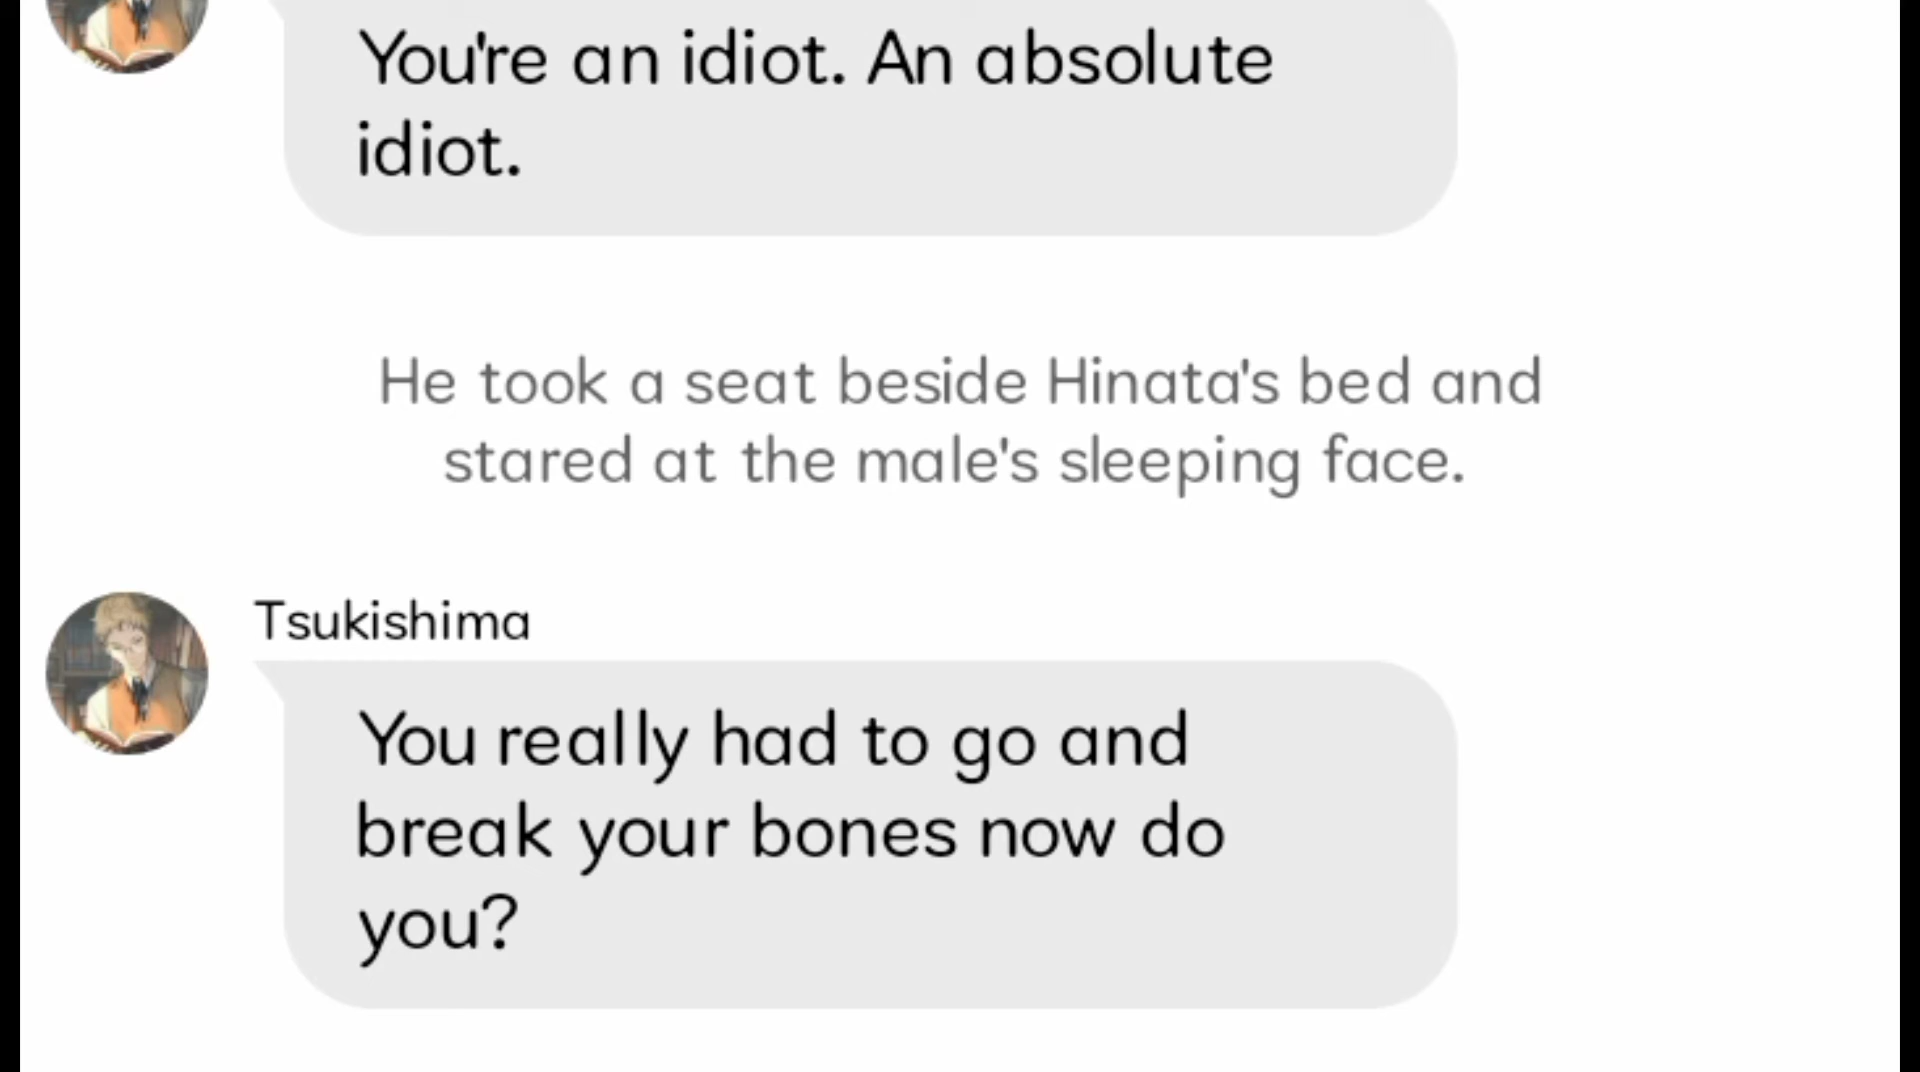 You're an idiot. An absolute
idiot.
He took a seat beside Hinata's bed and
stared at the male's sleeping face.
Tsukishima
You really had to go and
break your bones now do
you?